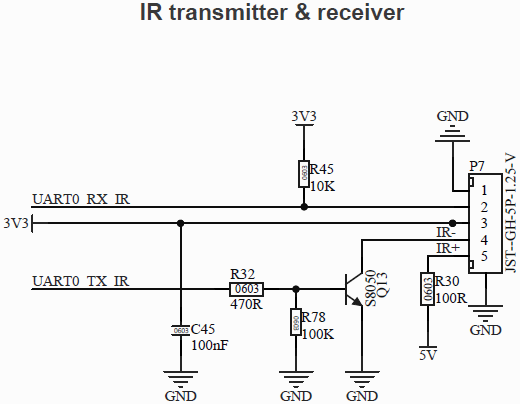 IR transmitter & receiver
3V3
GND
R45
0603
10K
P7
UART0_RX_IR
1
2
3V3
3
IR-
4
IR+
5
JST--GH-5P-1.25-V
UART0_TX_IR
R32
0603
470R
S8050
Q13
R30
0603
100R
C45
0603
100nF
R78
0603
100K
GND
5V
GND
GND
GND